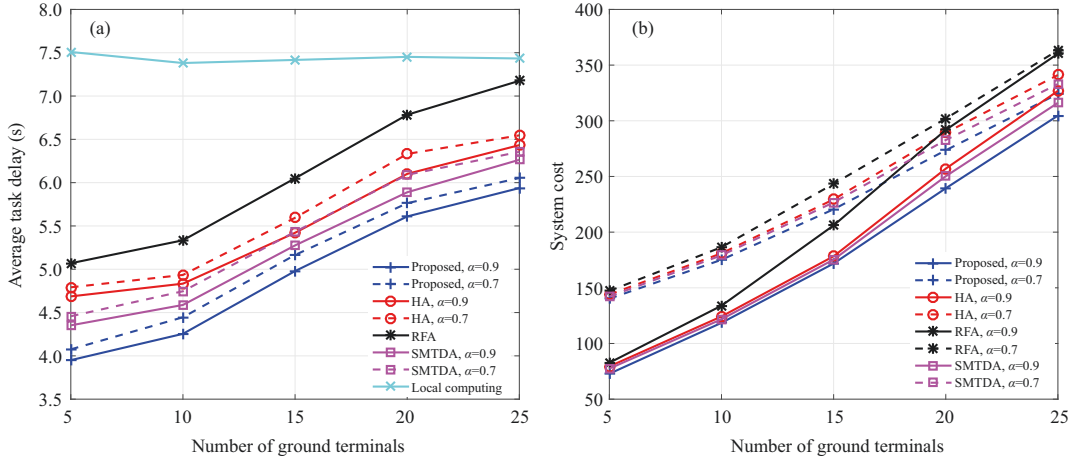 (a)
7.5
7.0
6.5
6.0
5.5
5.0
4.5
4.0
3.5
Average task delay (s)
Proposed, α=0.9
Proposed, α=0.7
HA, α=0.9
HA, α=0.7
RFA
SMTDA, α=0.9
SMTDA, α=0.7
Local computing
5 10 15 20 25
Number of ground terminals
(b)
400
350
300
250
200
150
100
50
System cost
Proposed, α=0.9
Proposed, α=0.7
HA, α=0.9
HA, α=0.7
RFA, α=0.9
RFA, α=0.7
SMTDA, α=0.9
SMTDA, α=0.7
5 10 15 20 25
Number of ground terminals